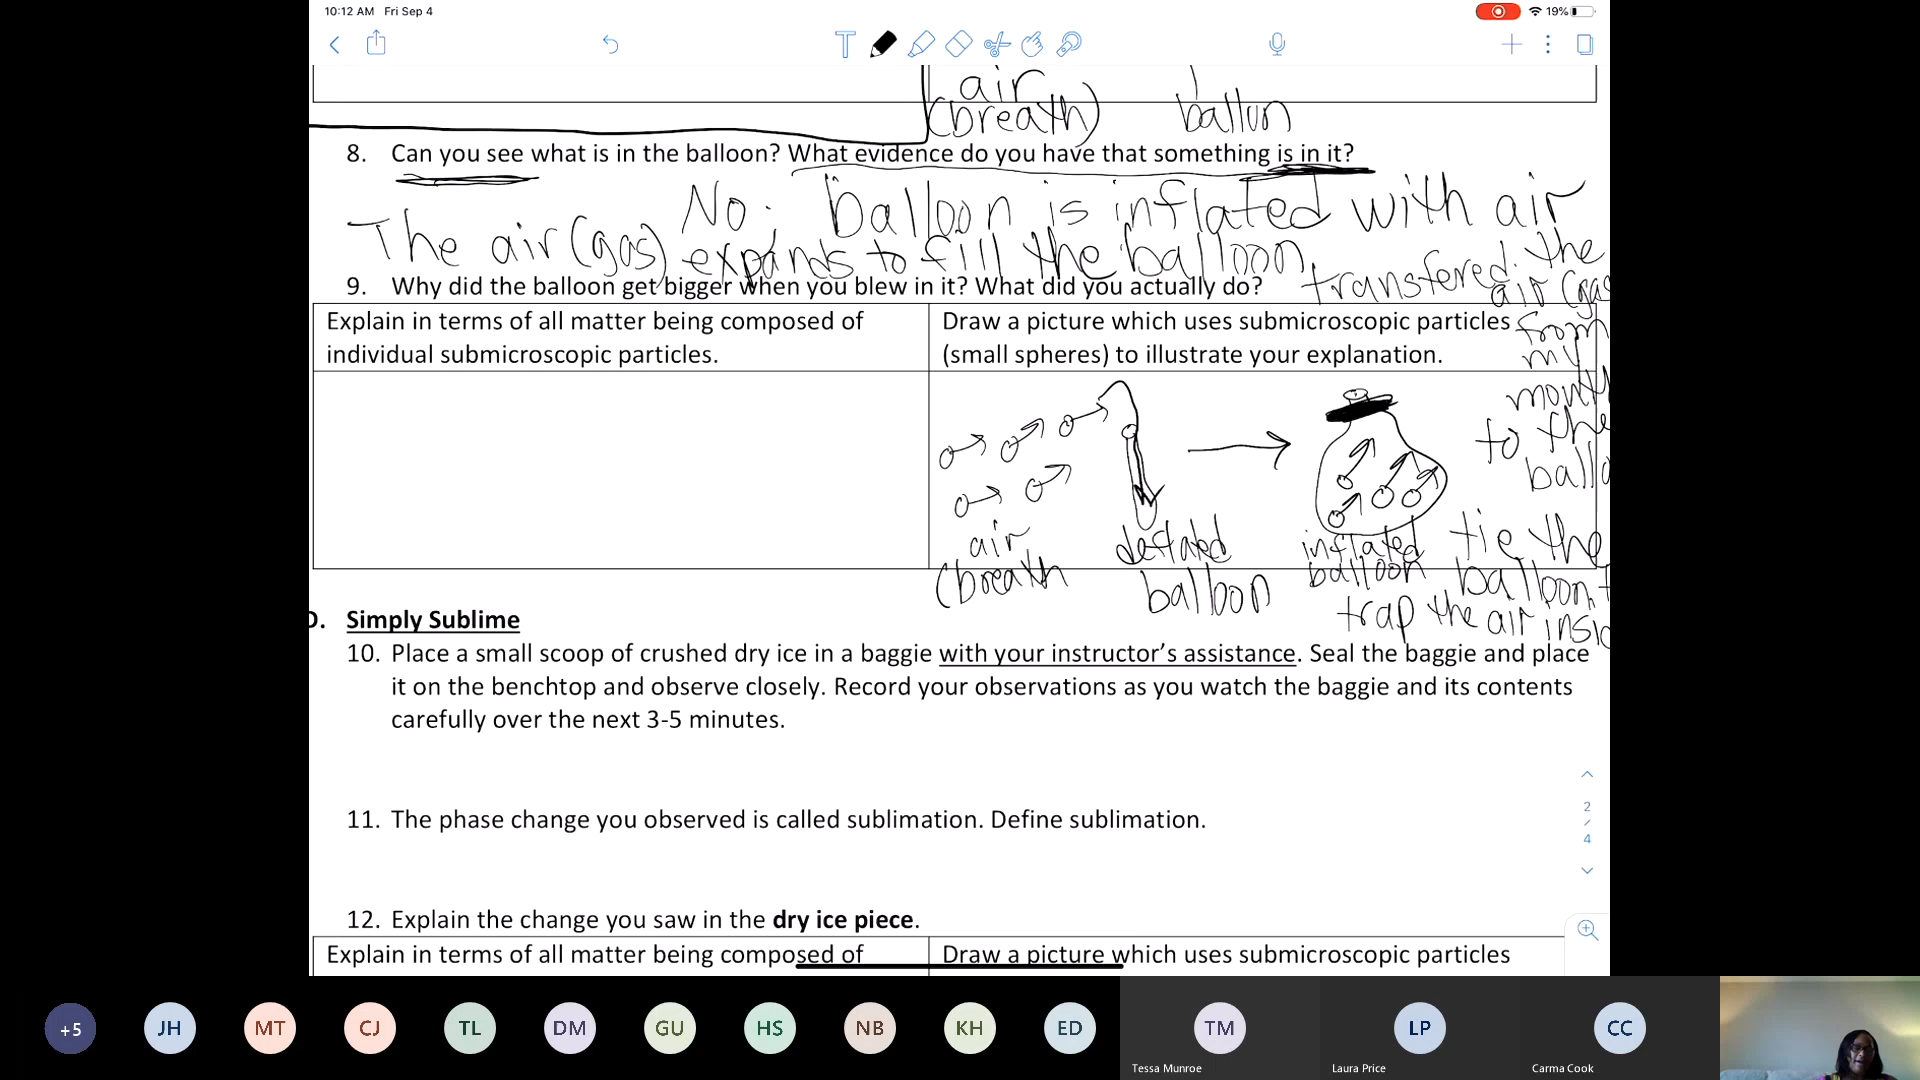 10:12 AM Fri Sep 4
19%
air
(breath)
ballun
8. Can you see what is in the balloon? What evidence do you have that something is in it?
No. balloon is inflated with air
The air (gas) expands to fill the balloon
transfered the
air (gas
from
my
mouth
to the
ballo
9. Why did the balloon get bigger when you blew in it? What did you actually do?
Explain in terms of all matter being composed of
individual submicroscopic particles.
Draw a picture which uses submicroscopic particles
(small spheres) to illustrate your explanation.
air
(breath
deflated
balloon
inflated
balloon
tie the
balloon,
trap the air insid
D. Simply Sublime
10. Place a small scoop of crushed dry ice in a baggie with your instructor’s assistance. Seal the baggie and place
it on the benchtop and observe closely. Record your observations as you watch the baggie and its contents
carefully over the next 3-5 minutes.
11. The phase change you observed is called sublimation. Define sublimation.
12. Explain the change you saw in the dry ice piece.
Explain in terms of all matter being composed of
Draw a picture which uses submicroscopic particles
2
/
4
+5
JH
MT
CJ
TL
DM
GU
HS
NB
KH
ED
TM
LP
CC
Tessa Munroe
Laura Price
Carma Cook